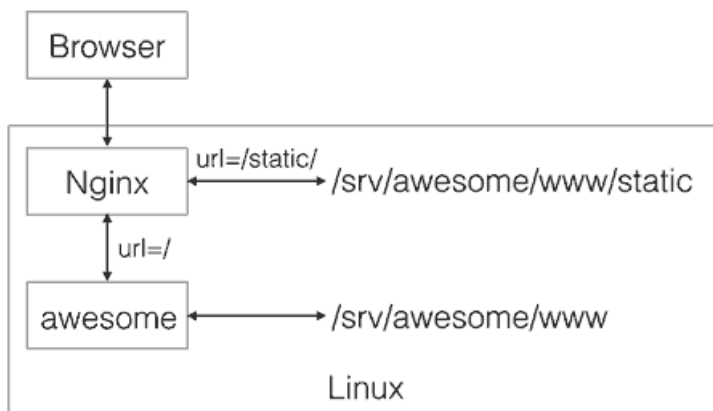 Browser
url=/static/
Nginx
/srv/awesome/www/static
url=/
awesome
/srv/awesome/www
Linux